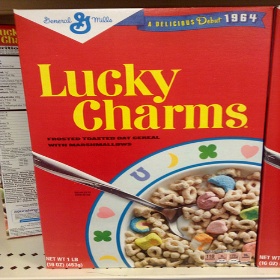 General Mills
A DELICIOUS Debut 1964
Lucky
Charms
FROSTED TOASTED OAT CEREAL
WITH MARSHMALLOWS
NET WT 1 LB
(16 OZ) (453g)